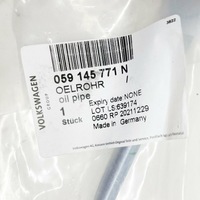 VOLKSWAGEN
GROUP
059 145 771 N
OELROHR
oil pipe
Expiry date NONE
1
LOT L5:639174
Stück
0660 RP 20211229
Made in Germany